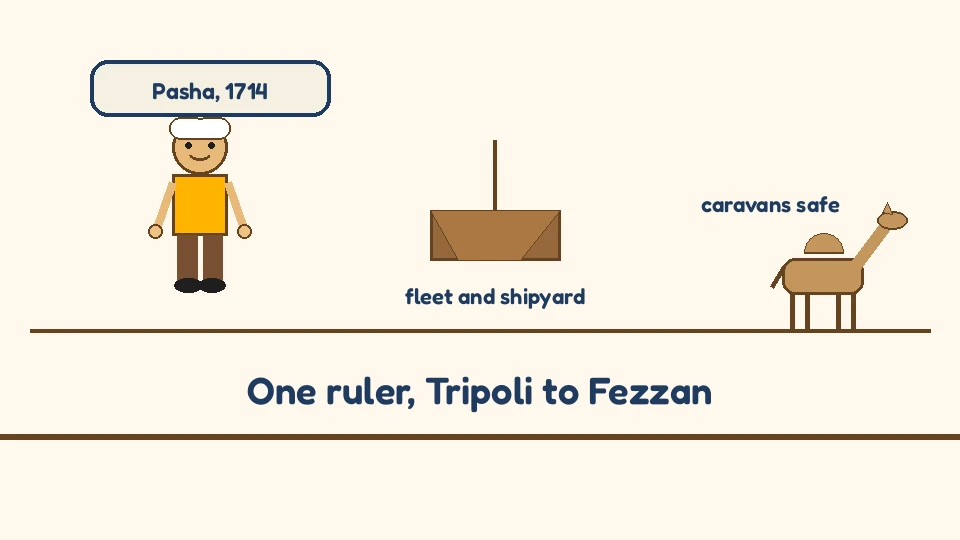 Pasha, 1714
caravans safe
fleet and shipyard
One ruler, Tripoli to Fezzan